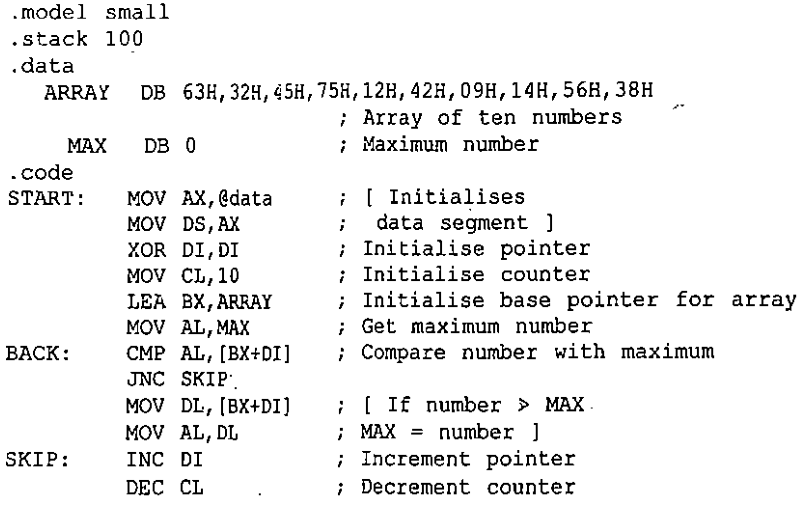 .model small
.stack 100
.data
ARRAY DB 63H,32H,45H,75H,12H,42H,09H,14H,56H,38H
; Array of ten numbers
MAX DB 0 ; Maximum number
.code
START: MOV AX,@data ; [ Initialises
MOV DS,AX ; data segment ]
XOR DI,DI ; Initialise pointer
MOV CL,10 ; Initialise counter
LEA BX,ARRAY ; Initialise base pointer for array
MOV AL,MAX ; Get maximum number
BACK: CMP AL,[BX+DI] ; Compare number with maximum
JNC SKIP
MOV DL,[BX+DI] ; [ If number > MAX
MOV AL,DL ; MAX = number ]
SKIP: INC DI ; Increment pointer
DEC CL ; Decrement counter